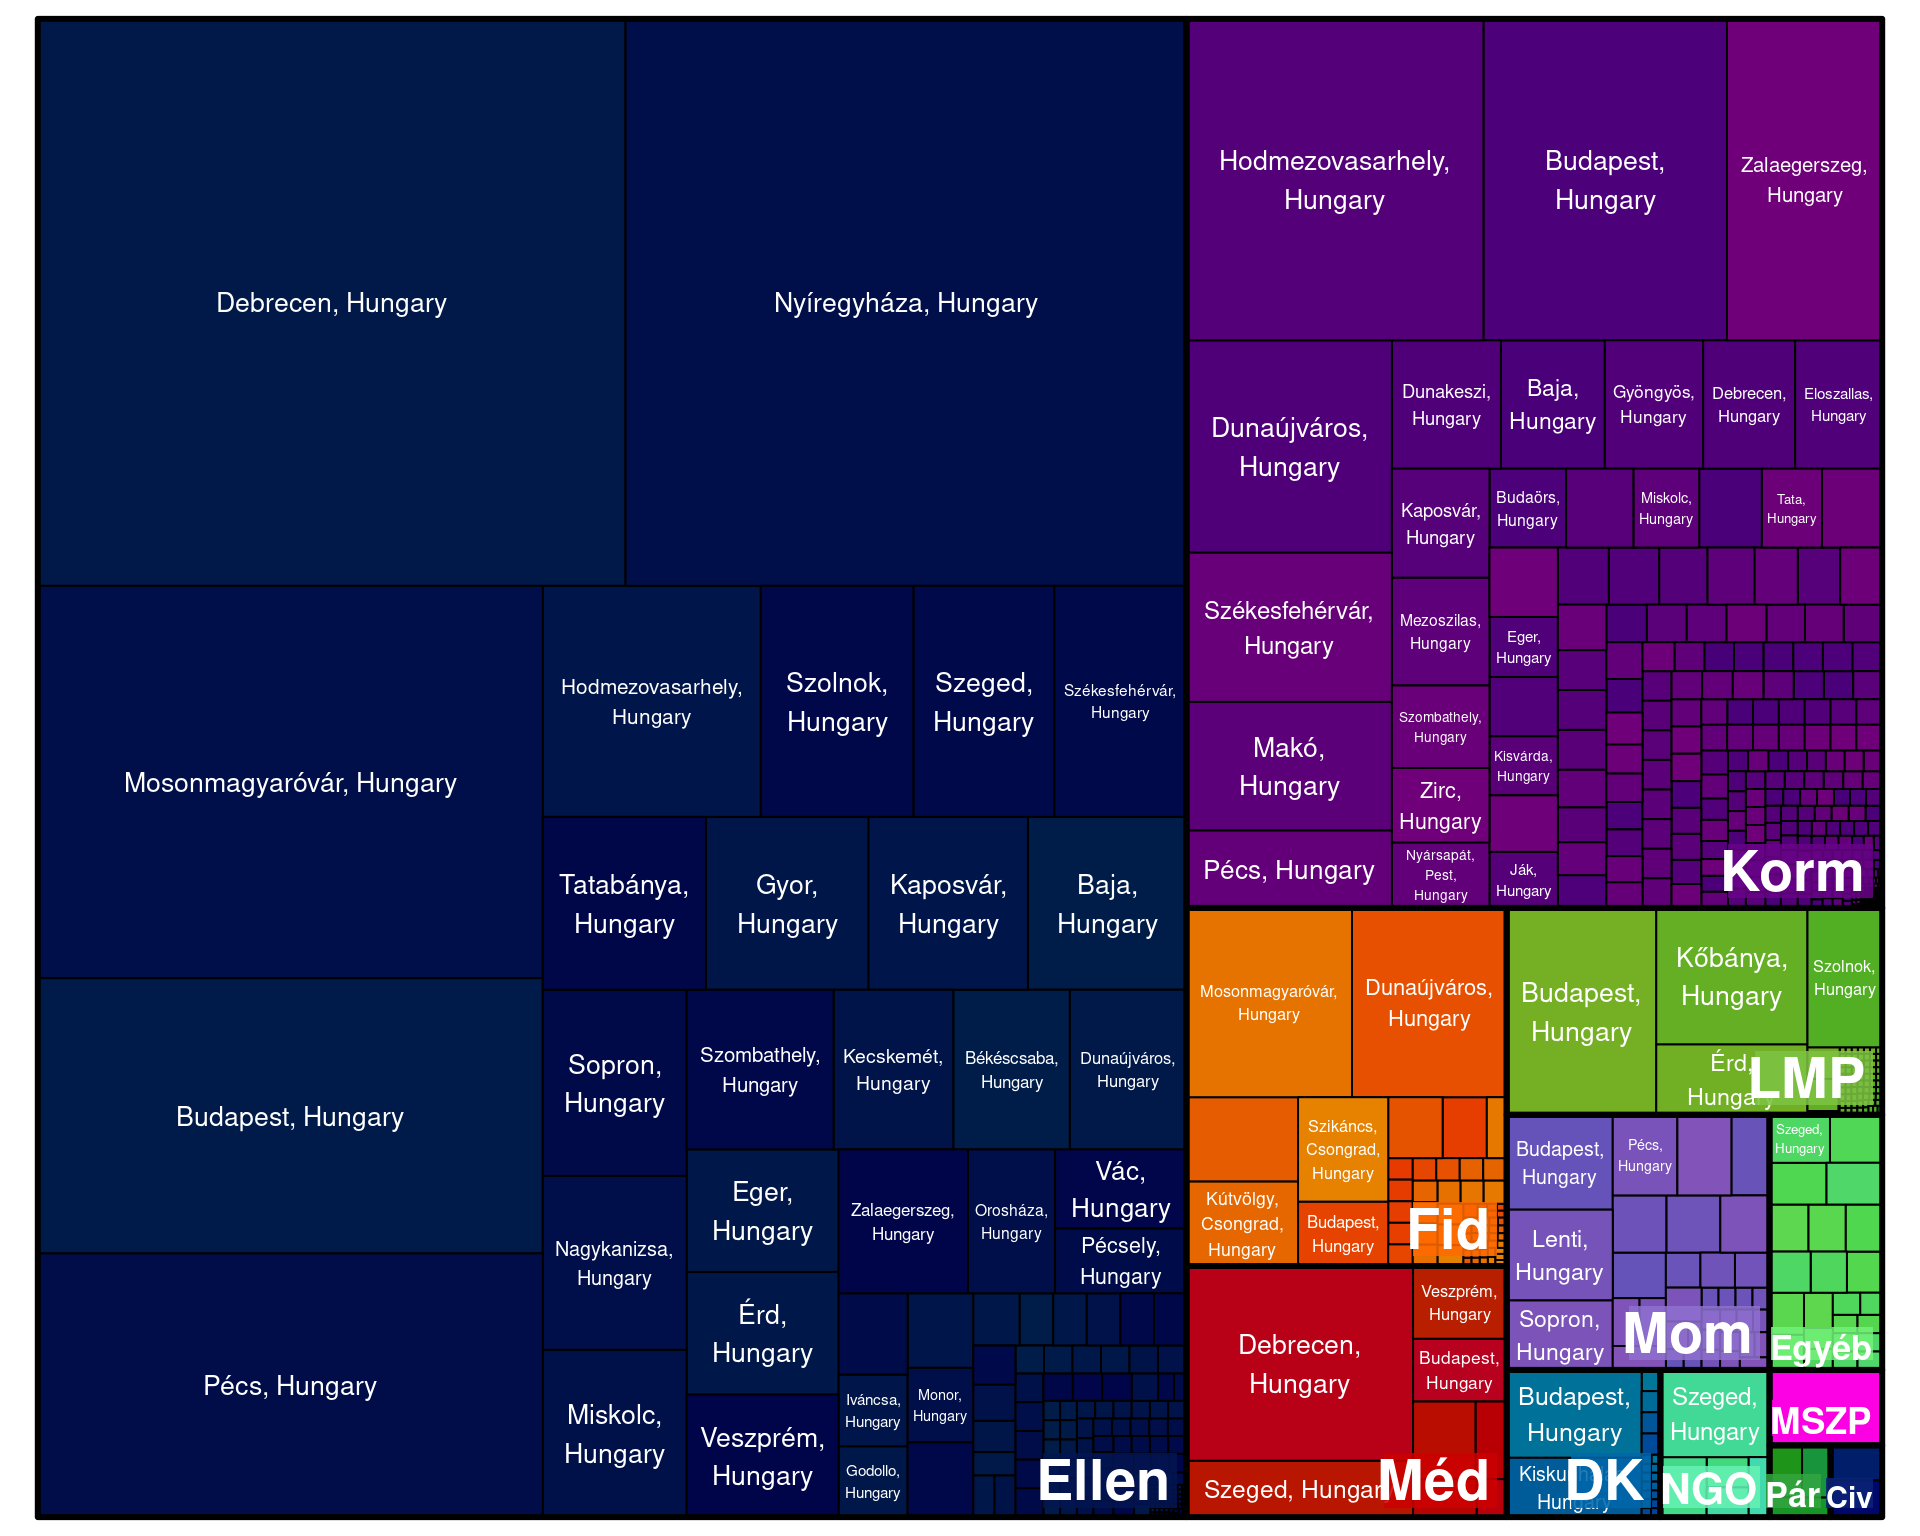 Debrecen, Hungary
Nyíregyháza, Hungary
Mosonmagyaróvár, Hungary
Budapest, Hungary
Pécs, Hungary
Hodmezovasarhely,
Hungary
Szolnok,
Hungary
Szeged,
Hungary
Székesfehérvár,
Hungary
Tatabánya,
Hungary
Gyor,
Hungary
Kaposvár,
Hungary
Baja,
Hungary
Sopron,
Hungary
Szombathely,
Hungary
Kecskemét,
Hungary
Békéscsaba,
Hungary
Dunaújváros,
Hungary
Nagykanizsa,
Hungary
Miskolc,
Hungary
Eger,
Hungary
Érd,
Hungary
Veszprém,
Hungary
Zalaegerszeg,
Hungary
Orosháza,
Hungary
Vác,
Hungary
Pécsely,
Hungary
Iváncsa,
Hungary
Monor,
Hungary
Godollo,
Hungary
Ellen
Hodmezovasarhely,
Hungary
Budapest,
Hungary
Zalaegerszeg,
Hungary
Dunaújváros,
Hungary
Székesfehérvár,
Hungary
Makó,
Hungary
Pécs, Hungary
Dunakeszi,
Hungary
Baja,
Hungary
Gyöngyös,
Hungary
Debrecen,
Hungary
Eloszallas,
Hungary
Kaposvár,
Hungary
Budaörs,
Hungary
Miskolc,
Hungary
Tata,
Hungary
Mezoszilas,
Hungary
Eger,
Hungary
Szombathely,
Hungary
Kisvárda,
Hungary
Zirc,
Hungary
Nyársapát,
Pest,
Hungary
Ják,
Hungary
Korm
Mosonmagyaróvár,
Hungary
Dunaújváros,
Hungary
Szikáncs,
Csongrad,
Hungary
Kútvölgy,
Csongrad,
Hungary
Budapest,
Hungary
Fid
Debrecen,
Hungary
Veszprém,
Hungary
Budapest,
Hungary
Szeged, Hungar
Méd
Budapest,
Hungary
Kőbánya,
Hungary
Szolnok,
Hungary
Érd,
Hungary
LMP
Budapest,
Hungary
Pécs,
Hungary
Lenti,
Hungary
Sopron,
Hungary
Mom
Szeged,
Hungary
Egyéb
Budapest,
Hungary
Hungary
DK
Szeged,
Hungary
NGO
MSZP
Pár
Civ